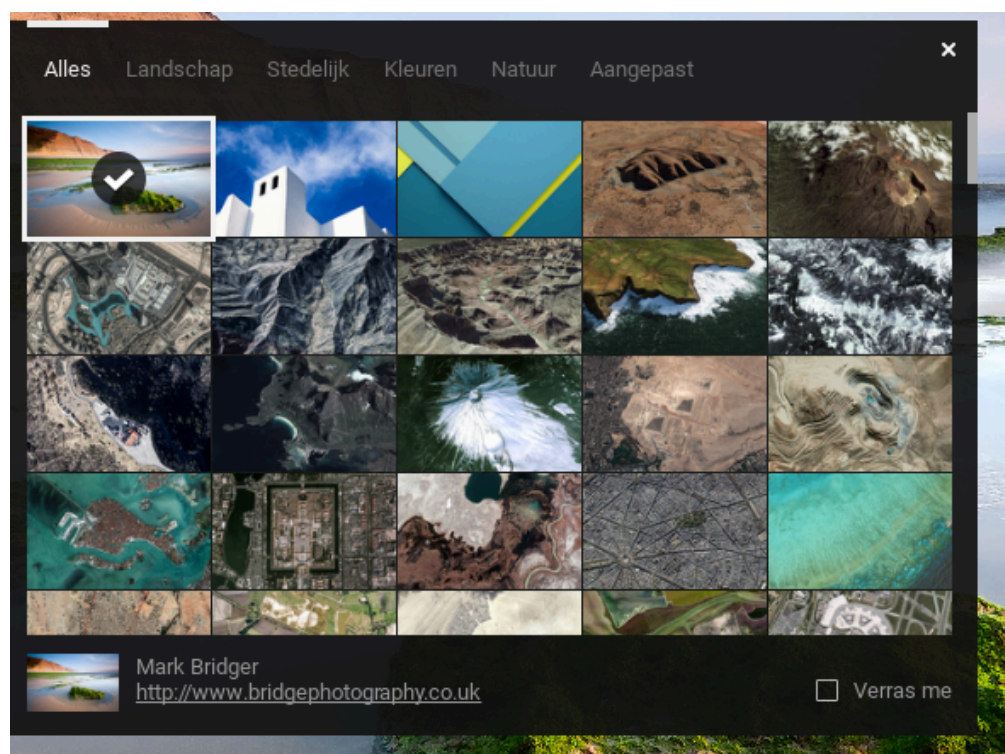 Alles Landschap Stedelijk Kleuren Natuur Aangepast
Mark Bridger
http://www.bridgephotography.co.uk
Verras me